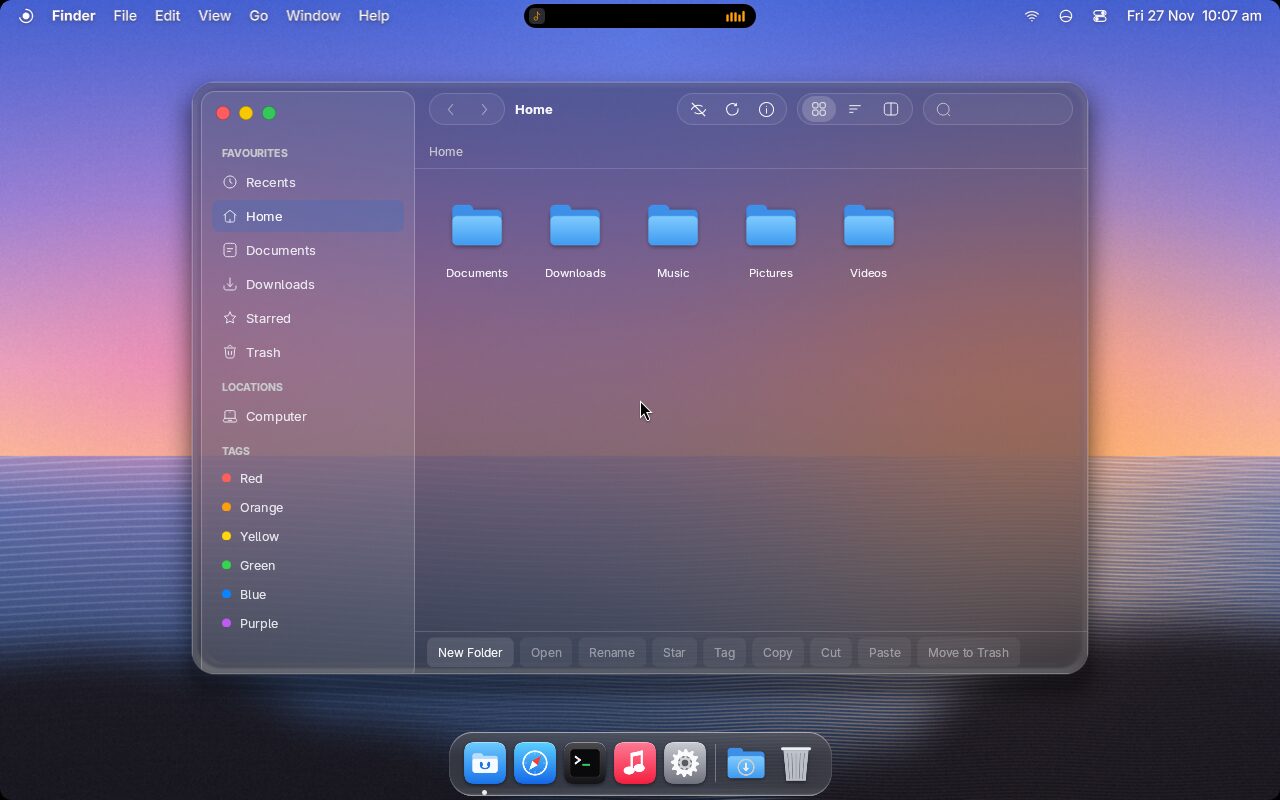 Finder File Edit View Go Window Help
Fri 27 Nov 10:07 am
Home
FAVOURITES
Recents
Home
Documents
Downloads
Starred
Trash
LOCATIONS
Computer
TAGS
Red
Orange
Yellow
Green
Blue
Purple
Home
Documents Downloads Music Pictures Videos
New Folder Open Rename Star Tag Copy Cut Paste Move to Trash